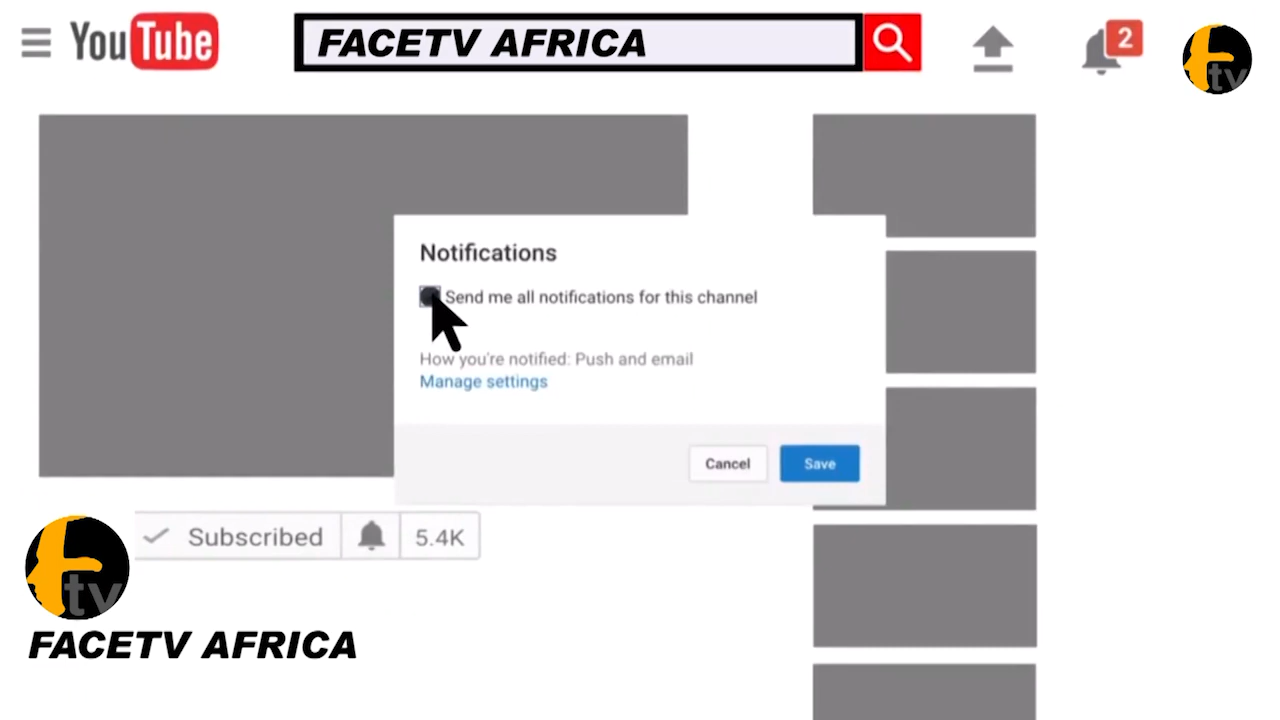 YouTube
FACETV AFRICA
2
tv
Notifications
Send me all notifications for this channel
How you're notified: Push and email
Manage settings
Cancel
Save
Subscribed
5.4K
tv
FACETV AFRICA